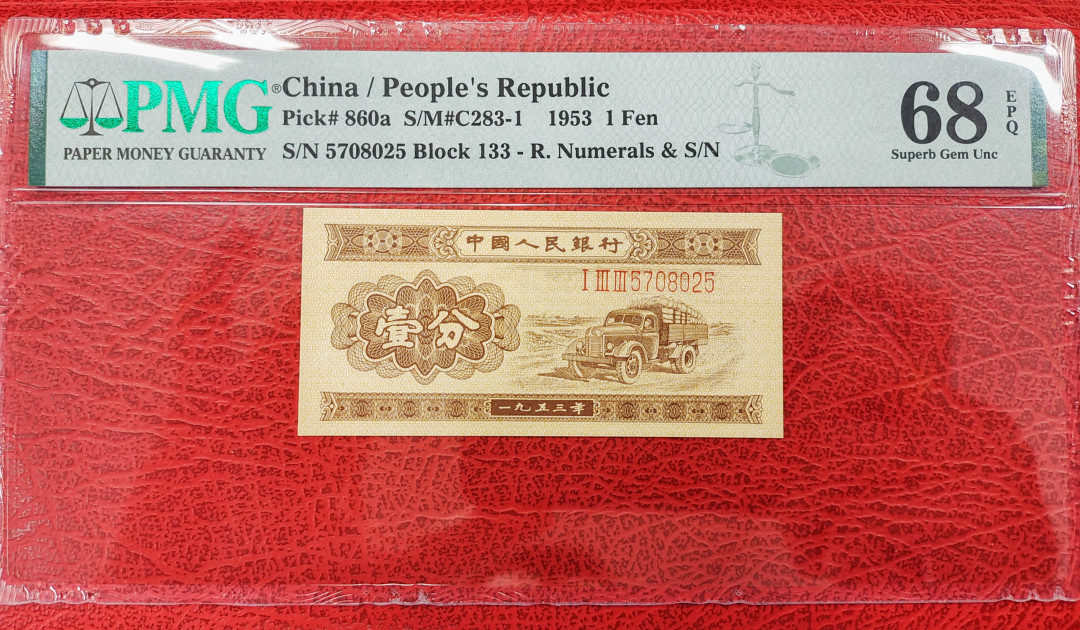 PMG®
PAPER MONEY GUARANTY
China / People's Republic
Pick# 860a S/M#C283-1 1953 1 Fen
S/N 5708025 Block 133 - R. Numerals & S/N
68
EPQ
Superb Gem Unc
中國人民銀行
I III III 5708025
壹分
一九五三年